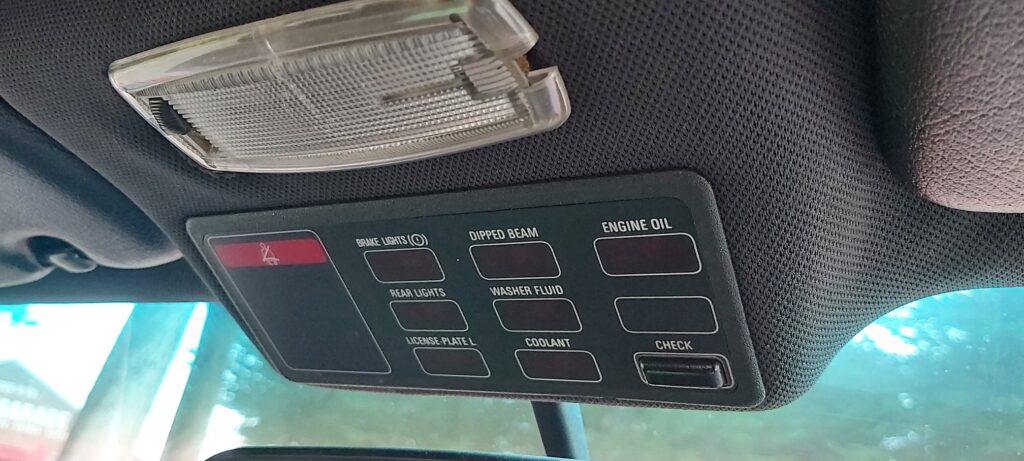 BRAKE LIGHTS
DIPPED BEAM
ENGINE OIL
REAR LIGHTS
WASHER FLUID
LICENSE PLATE L
COOLANT
CHECK